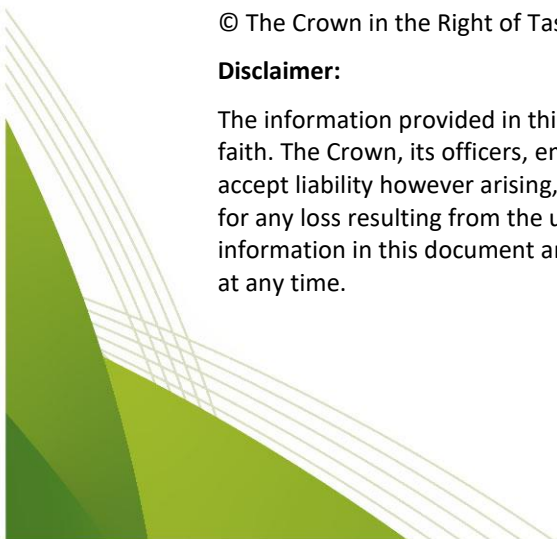 © The Crown in the Right of
Disclaimer:
The information provided in
faith. The Crown, its officers,
accept liability however arising,
for any loss resulting from the
information in this document
at any time.